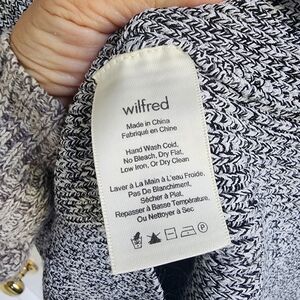 wilfred
Made in China
Fabriqué en Chine
Hand Wash Cold,
No Bleach, Dry Flat,
Low Iron, Or Dry Clean
Laver à La Main à L'eau Froide,
Pas De Blanchiment,
Sécher à Plat,
Repasser à Basse Température,
Ou Nettoyer à Sec
P